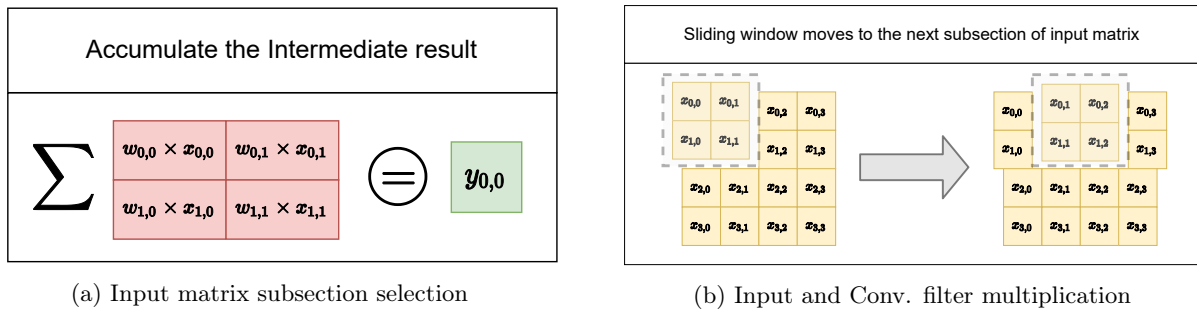 Accumulate the Intermediate result
∑ w0,0 × x0,0 w0,1 × x0,1 = y0,0
w1,0 × x1,0 w1,1 × x1,1
(a) Input matrix subsection selection
Sliding window moves to the next subsection of input matrix
x0,0 x0,1 x0,2 x0,3
x1,0 x1,1 x1,2 x1,3
x2,0 x2,1 x2,2 x2,3
x3,0 x3,1 x3,2 x3,3
x0,0 x0,1 x0,2 x0,3
x1,0 x1,1 x1,2 x1,3
x2,0 x2,1 x2,2 x2,3
x3,0 x3,1 x3,2 x3,3
(b) Input and Conv. filter multiplication